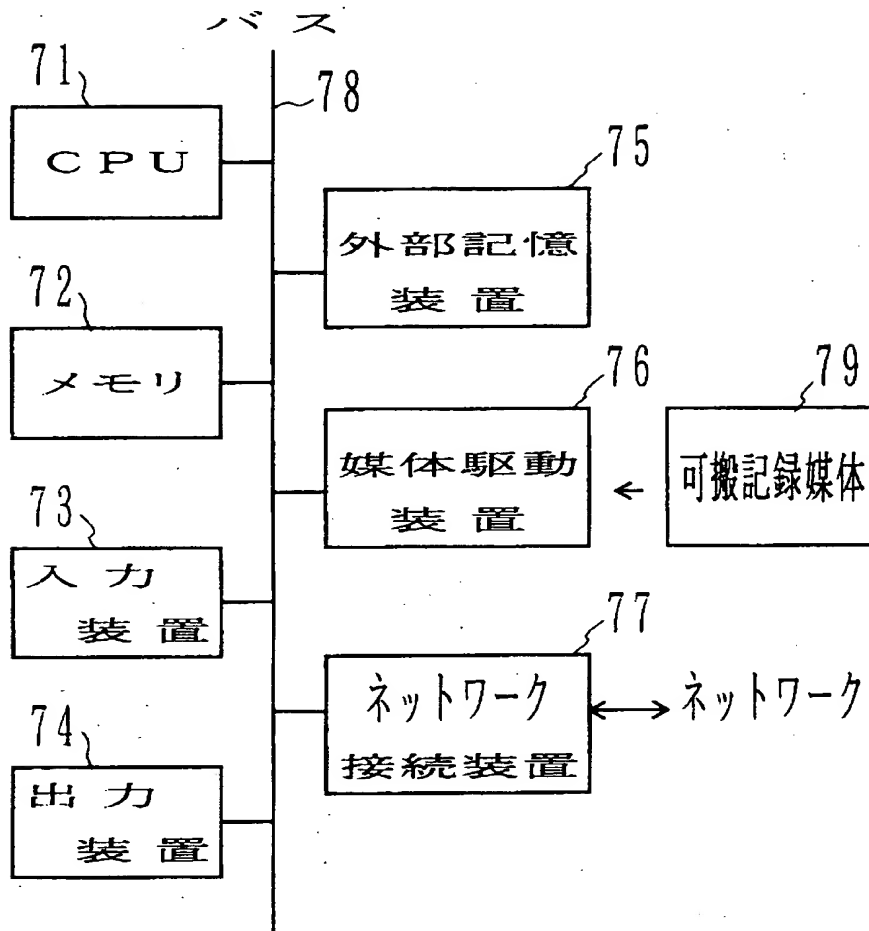 バス
71
78
CPU
75
外部記憶
装置
72
メモリ
76
媒体駆動
装置
79
可搬記録媒体
73
入力
装置
77
ネットワーク
接続装置
ネットワーク
74
出力
装置